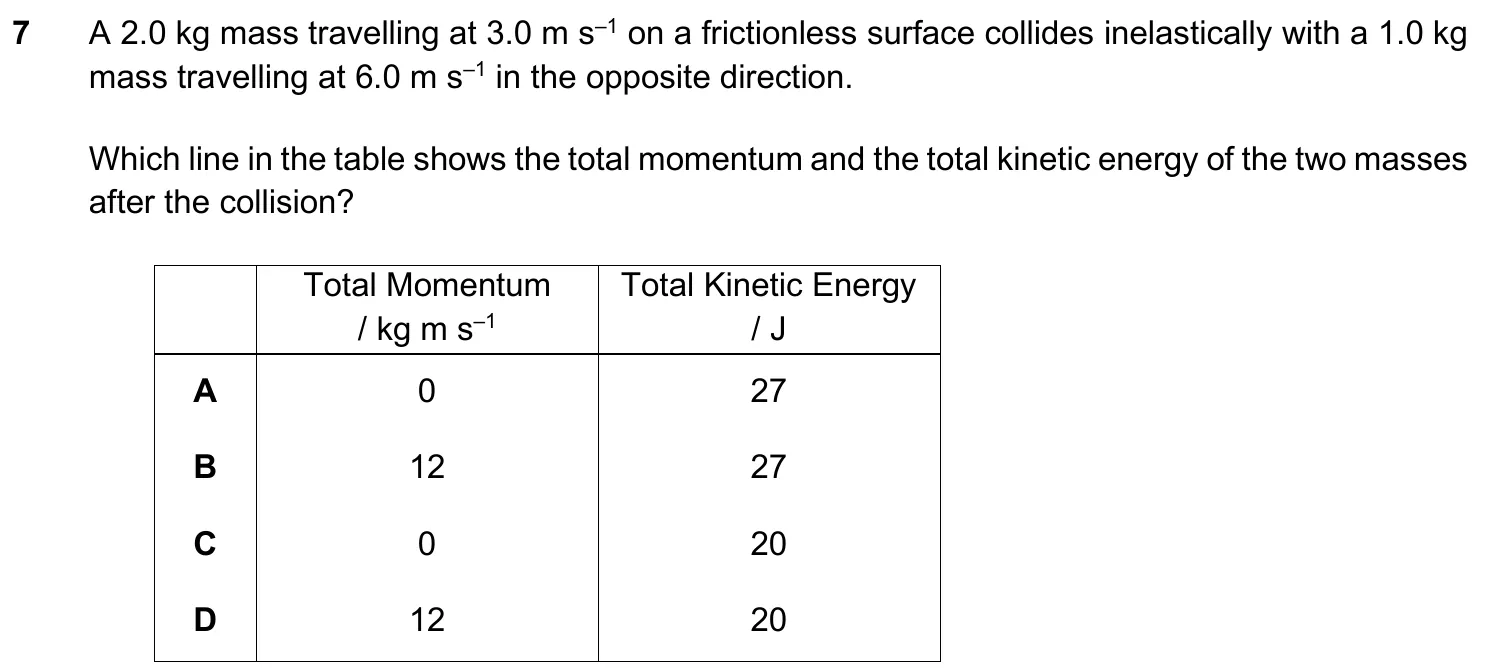 7 A 2.0 kg mass travelling at 3.0 m s⁻¹ on a frictionless surface collides inelastically with a 1.0 kg
mass travelling at 6.0 m s⁻¹ in the opposite direction.
Which line in the table shows the total momentum and the total kinetic energy of the two masses
after the collision?
Total Momentum Total Kinetic Energy
/ kg m s⁻¹ / J
A 0 27
B 12 27
C 0 20
D 12 20